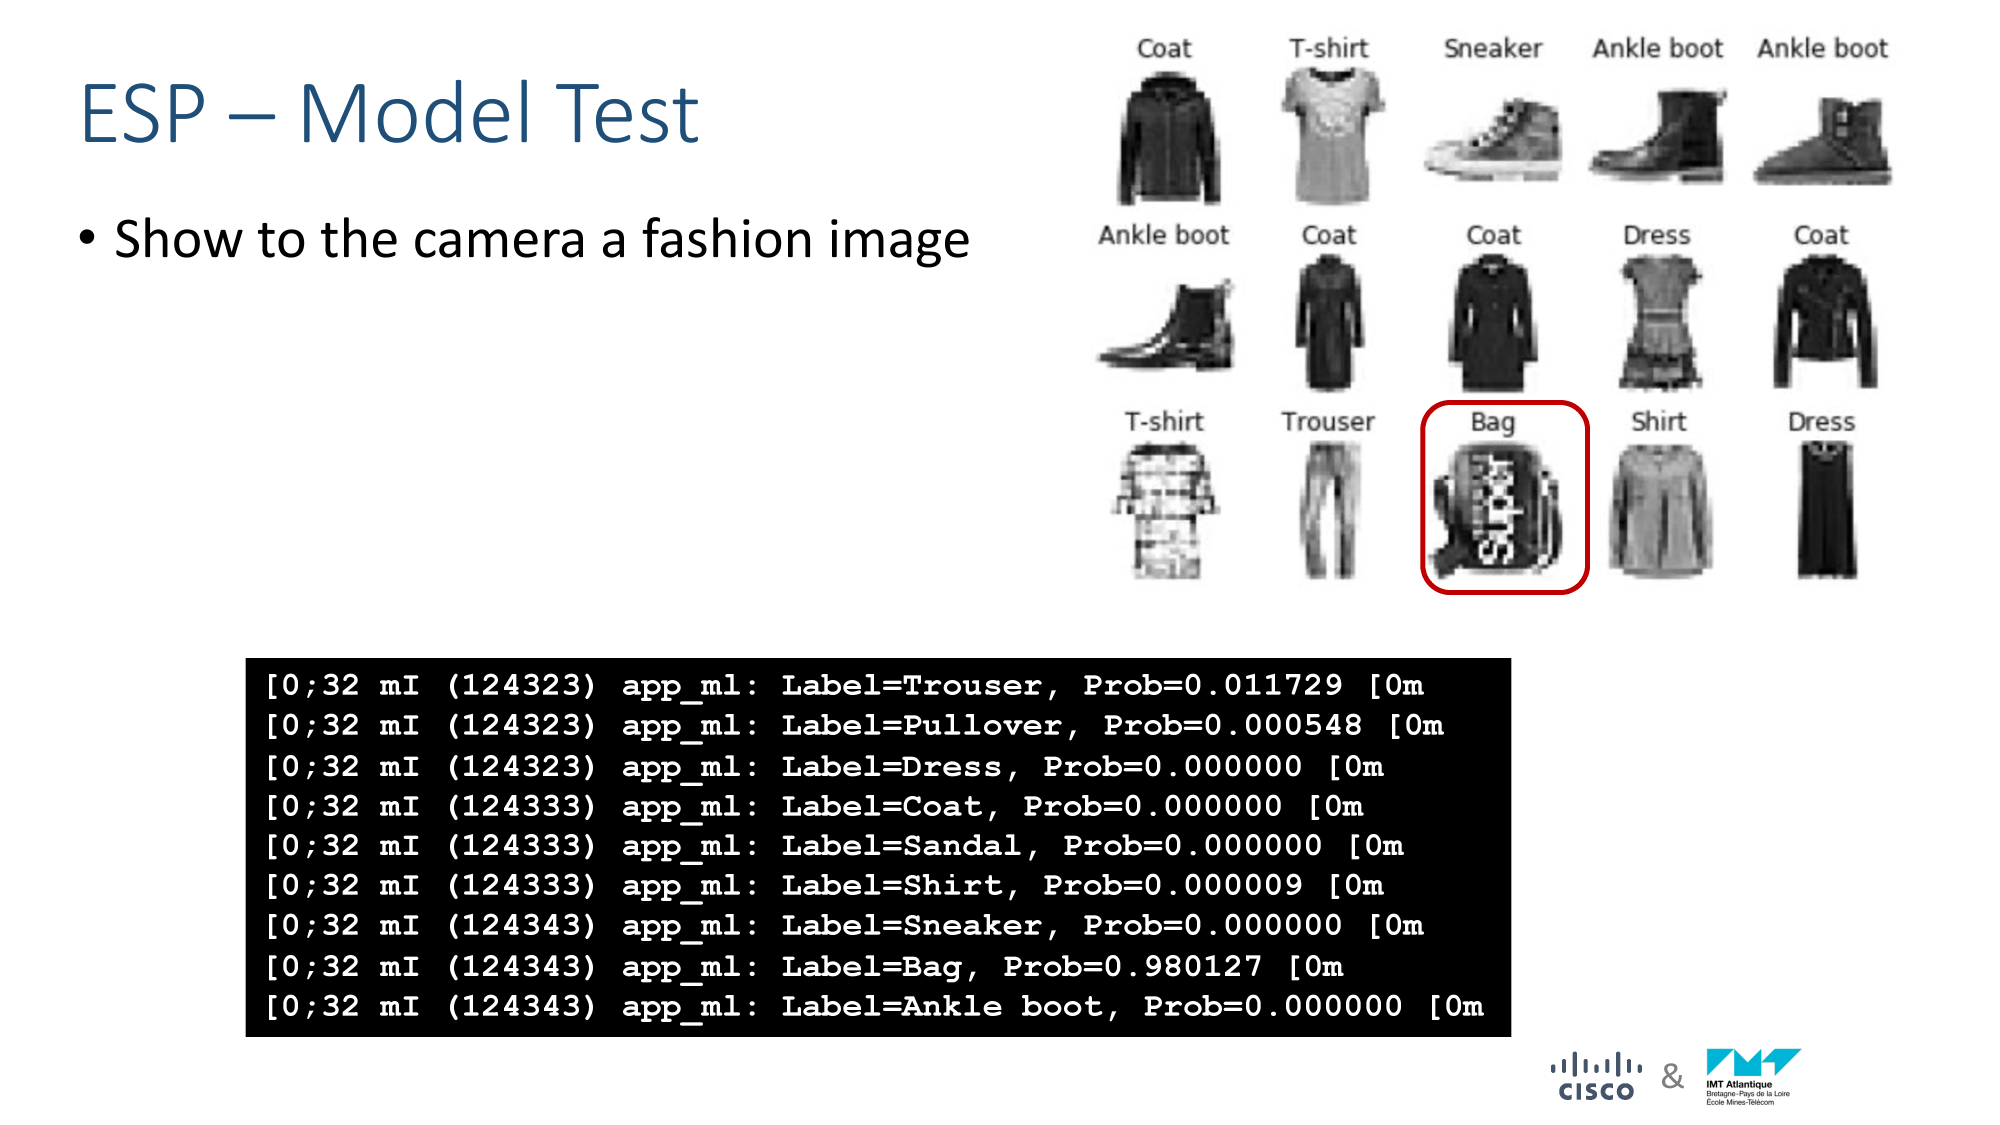 ESP – Model Test
• Show to the camera a fashion image
Coat T-shirt Sneaker Ankle boot Ankle boot
Ankle boot Coat Coat Dress Coat
T-shirt Trouser Bag Shirt Dress
Super
[0;32 mI (124323) app_ml: Label=Trouser, Prob=0.011729 [0m
[0;32 mI (124323) app_ml: Label=Pullover, Prob=0.000548 [0m
[0;32 mI (124323) app_ml: Label=Dress, Prob=0.000000 [0m
[0;32 mI (124333) app_ml: Label=Coat, Prob=0.000000 [0m
[0;32 mI (124333) app_ml: Label=Sandal, Prob=0.000000 [0m
[0;32 mI (124333) app_ml: Label=Shirt, Prob=0.000009 [0m
[0;32 mI (124343) app_ml: Label=Sneaker, Prob=0.000000 [0m
[0;32 mI (124343) app_ml: Label=Bag, Prob=0.980127 [0m
[0;32 mI (124343) app_ml: Label=Ankle boot, Prob=0.000000 [0m
CISCO & IMT Atlantique
Bretagne-Pays de la Loire
École Mines-Télécom